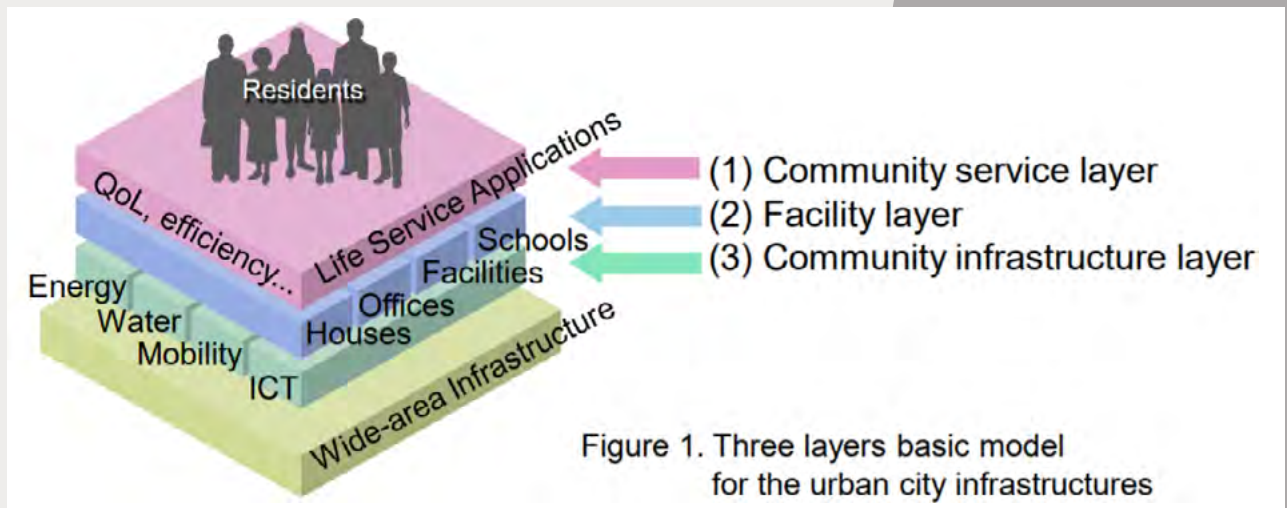 Residents
QoL, efficiency...
Life Service Applications
Schools
Facilities
Offices
Houses
Energy
Water
Mobility
ICT
Wide-area Infrastructure
(1) Community service layer
(2) Facility layer
(3) Community infrastructure layer
Figure 1. Three layers basic model
for the urban city infrastructures